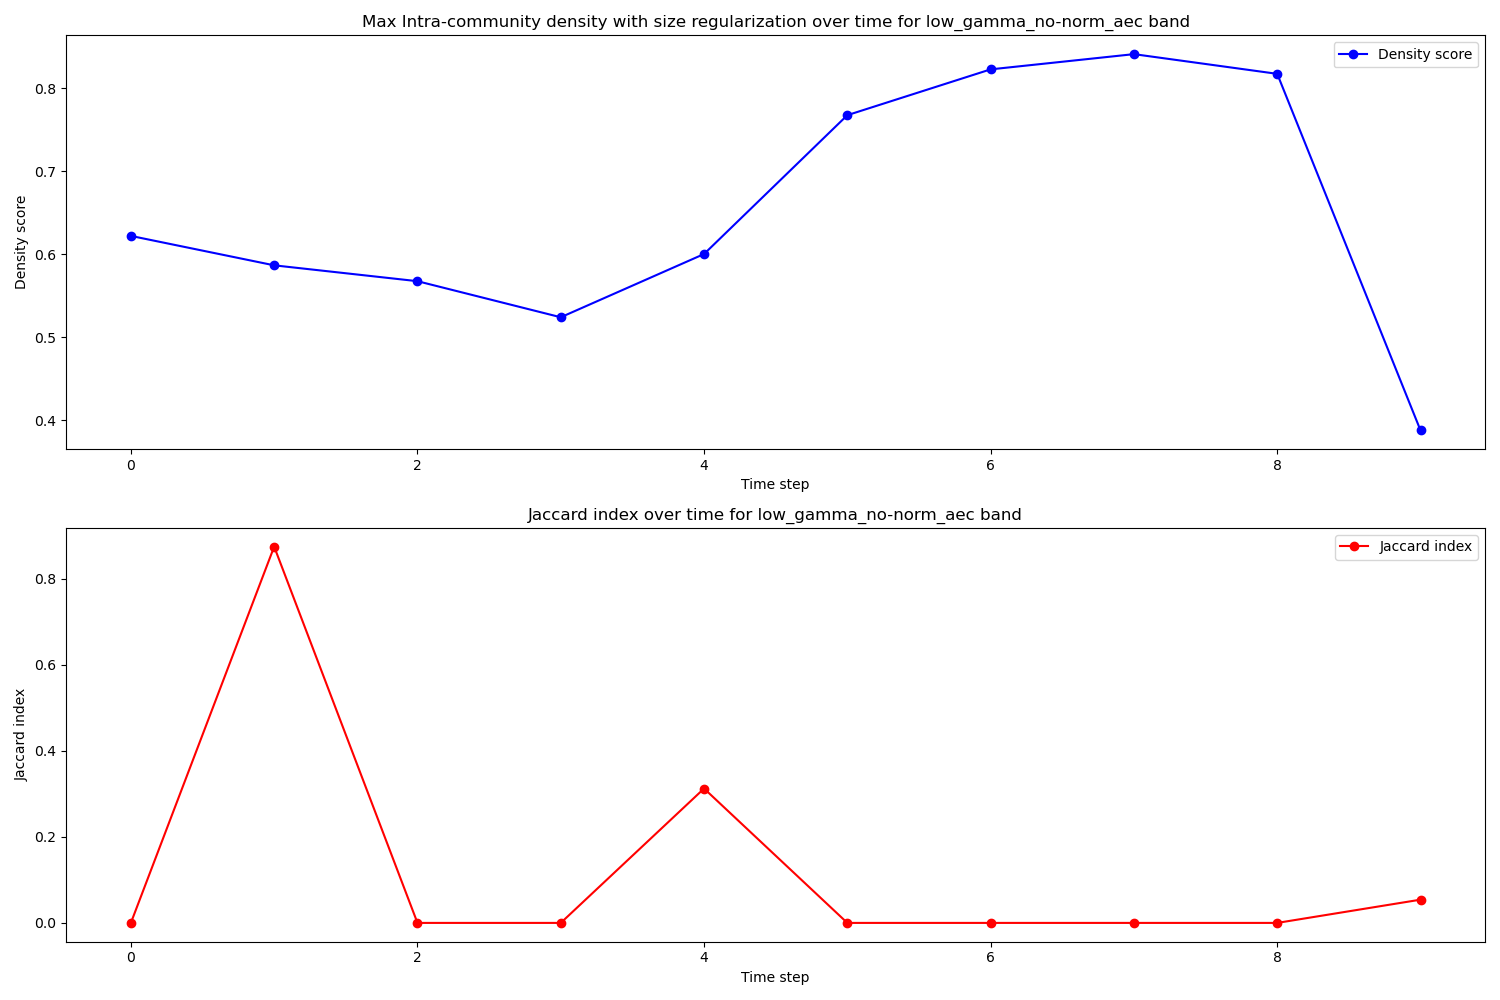 Max Intra-community density with size regularization over time for low_gamma_no-norm_aec band
Density score
0.8
0.7
0.6
0.5
0.4
Density score
0 2 4 6 8
Time step
Jaccard index over time for low_gamma_no-norm_aec band
Jaccard index
0.8
0.6
0.4
0.2
0.0
Jaccard index
0 2 4 6 8
Time step